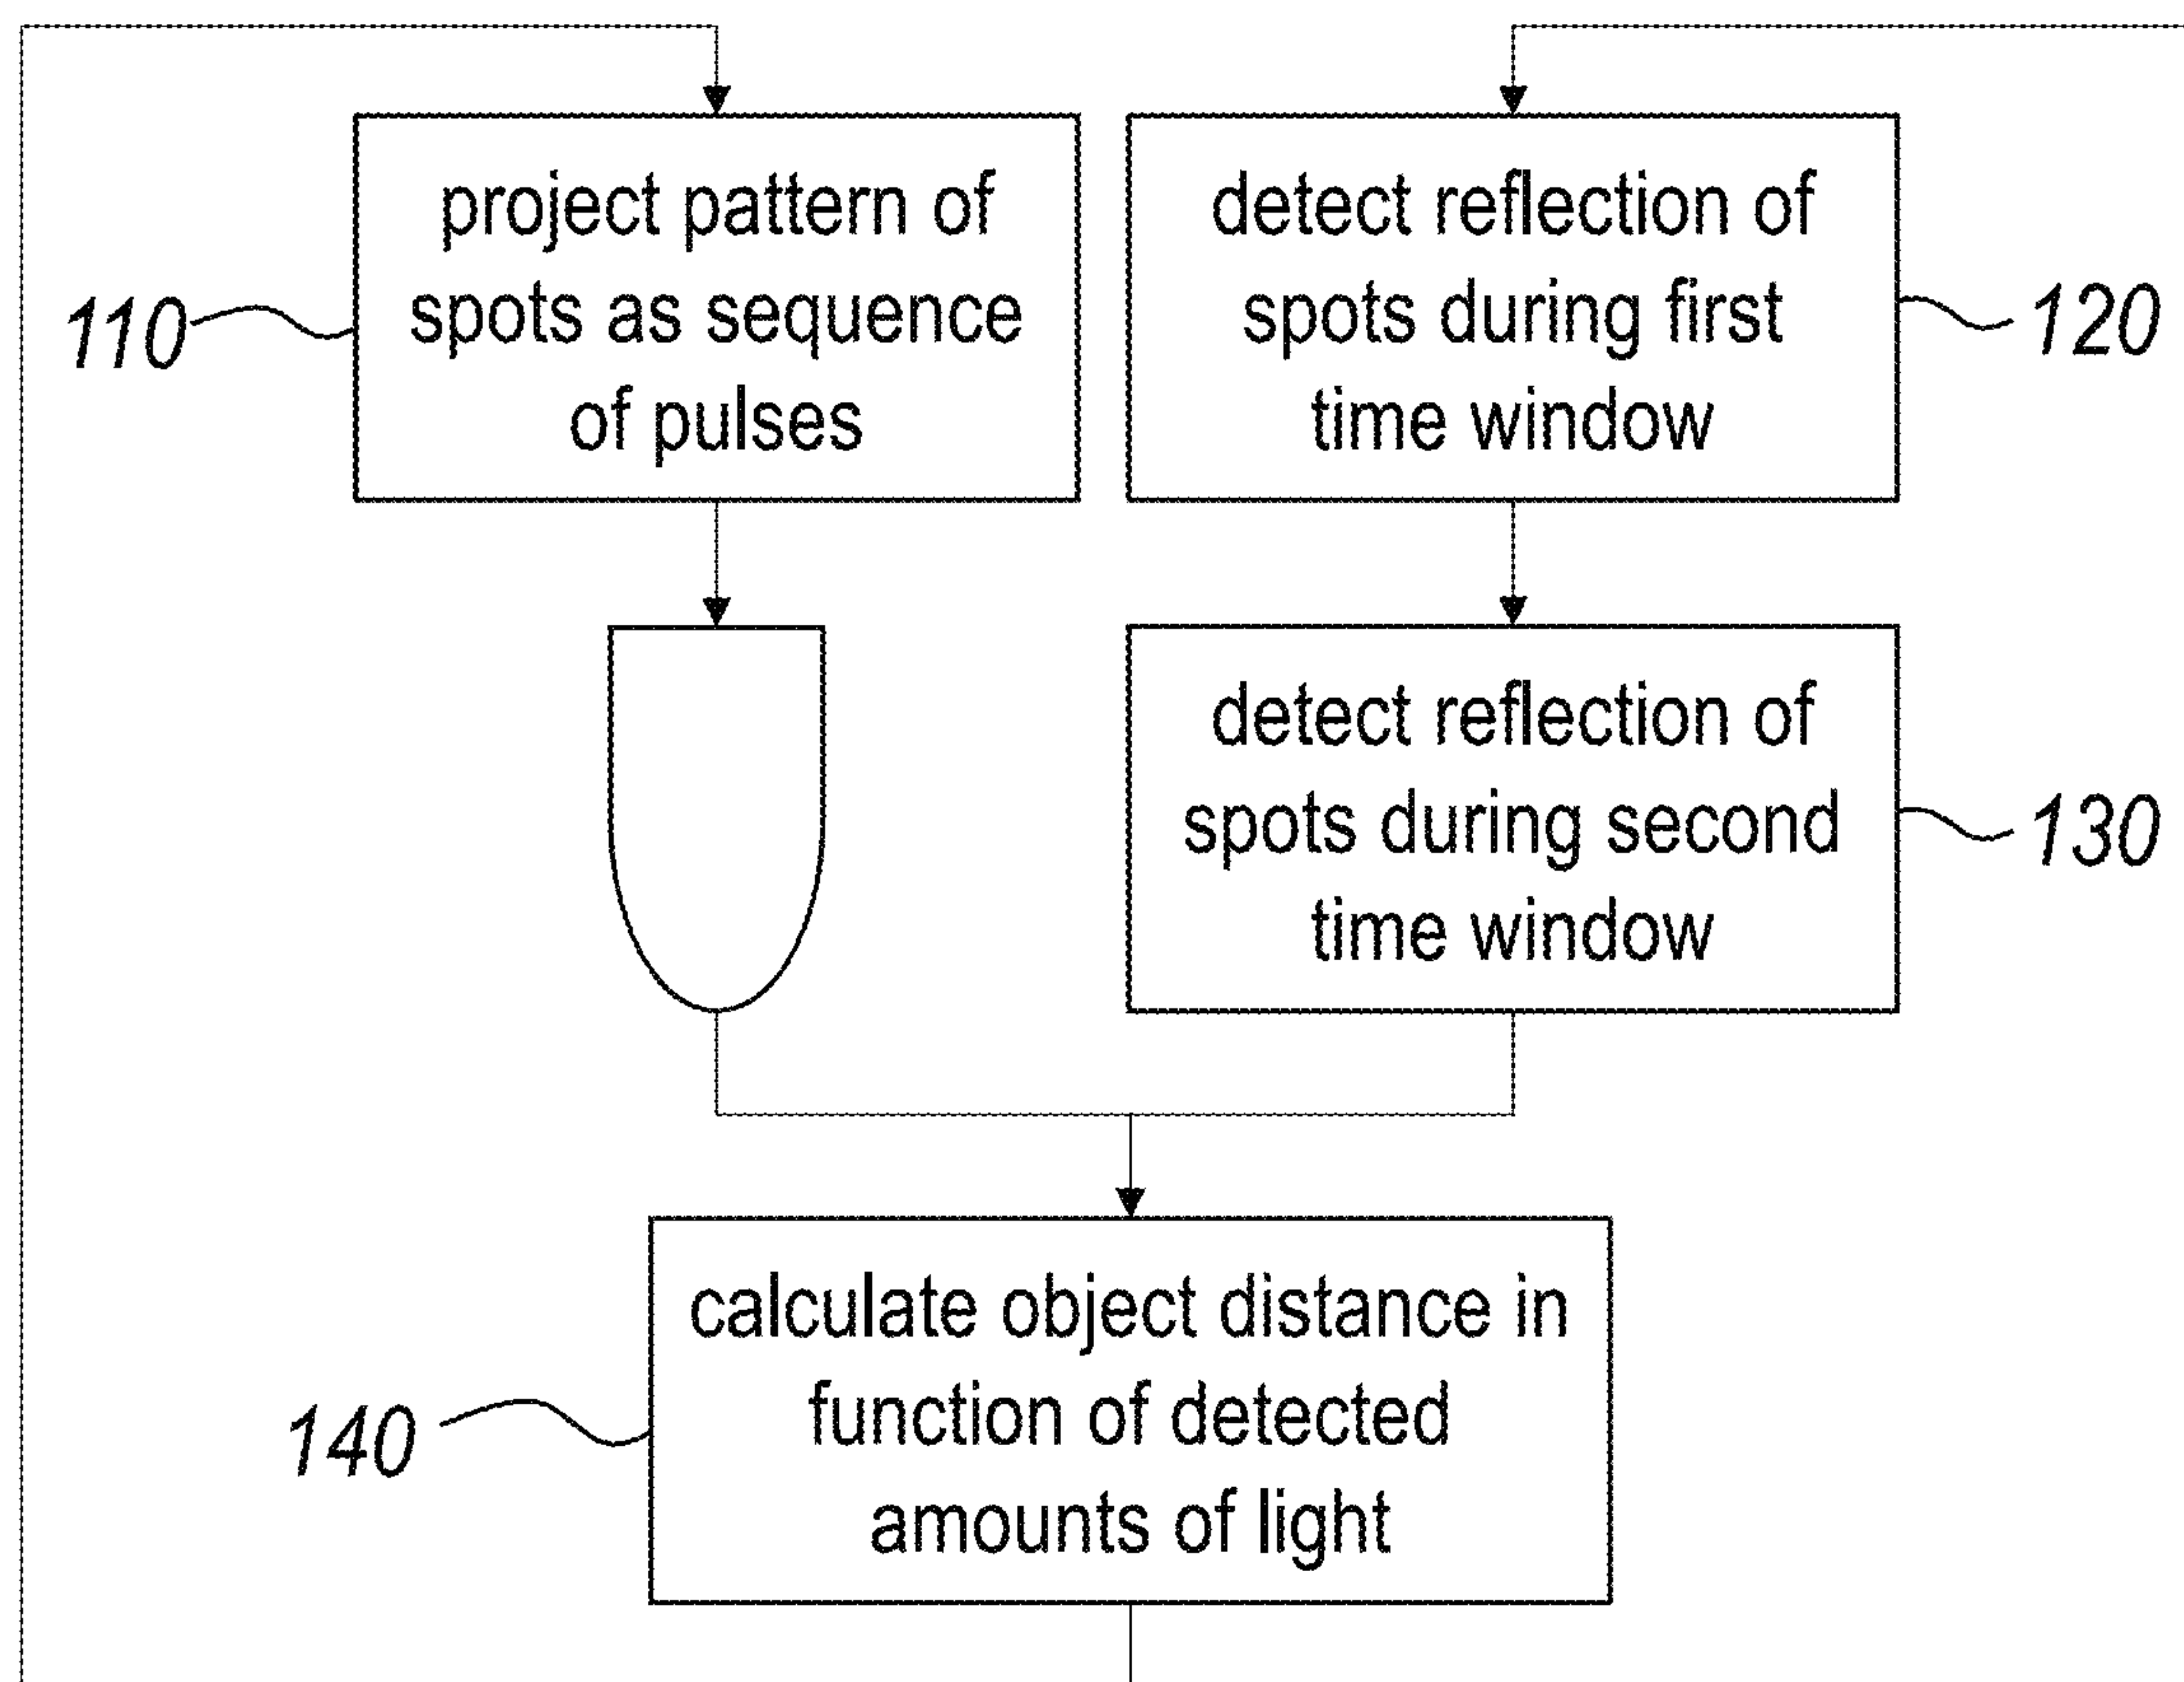 project pattern of
spots as sequence
of pulses
110
detect reflection of
spots during first
time window
120
detect reflection of
spots during second
time window
130
calculate object distance in
function of detected
amounts of light
140